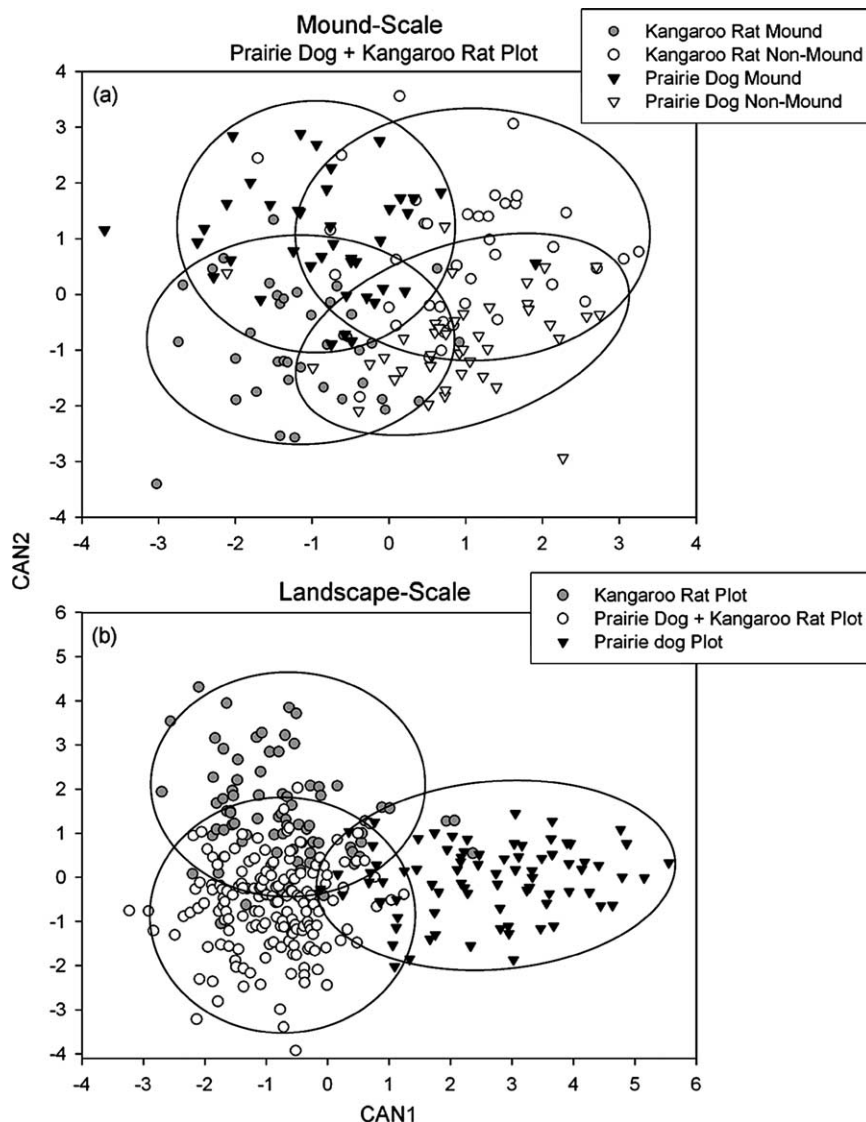 Mound-Scale
Prairie Dog + Kangaroo Rat Plot
Kangaroo Rat Mound
Kangaroo Rat Non-Mound
Prairie Dog Mound
Prairie Dog Non-Mound
(a)
4
3
2
1
0
-1
-2
-3
-4
-4 -3 -2 -1 0 1 2 3 4
CAN2
Landscape-Scale
Kangaroo Rat Plot
Prairie Dog + Kangaroo Rat Plot
Prairie dog Plot
(b)
6
5
4
3
2
1
0
-1
-2
-3
-4
-4 -3 -2 -1 0 1 2 3 4 5 6
CAN1